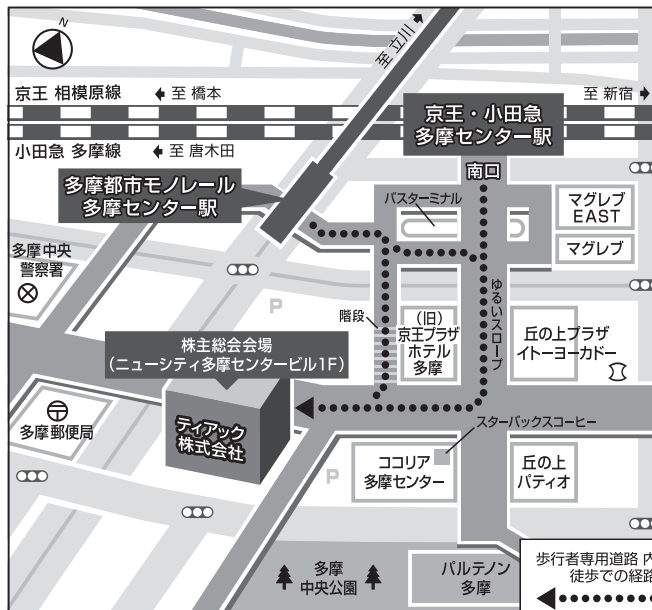 N
至 立川
京王 相模原線
至 橋本
至 新宿
京王・小田急
多摩センター駅
小田急 多摩線
至 唐木田
南口
多摩都市モノレール
多摩センター駅
バスターミナル
マグレブ
EAST
マグレブ
多摩中央
警察署
P
階段
(旧)
京王プラザ
ホテル
多摩
ゆるいスロープ
丘の上プラザ
イトーヨーカドー
株主総会会場
(ニューシティ多摩センタービル1F)
ティアック
株式会社
多摩郵便局
スターバックスコーヒー
P
ココリア
多摩センター
丘の上
パティオ
多摩
中央公園
パルテノン
多摩
歩行者専用道路 内
徒歩での経路